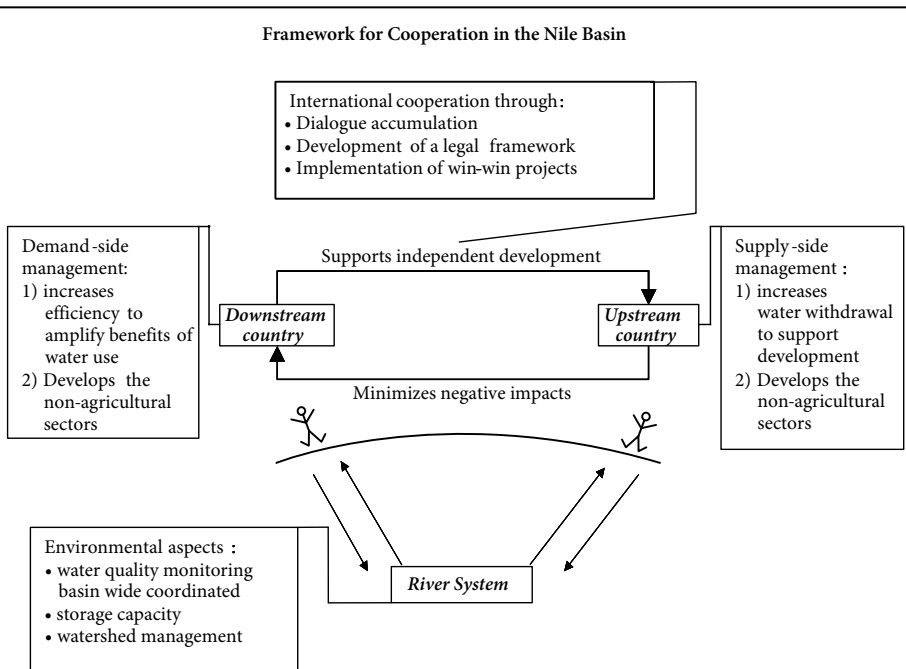 Framework for Cooperation in the Nile Basin
International cooperation through:
• Dialogue accumulation
• Development of a legal framework
• Implementation of win-win projects
Demand-side
management:
1) increases
efficiency to
amplify benefits of
water use
2) Develops the
non-agricultural
sectors
Supports independent development
Downstream
country
Upstream
country
Minimizes negative impacts
Supply-side
management :
1) increases
water withdrawal
to support
development
2) Develops the
non-agricultural
sectors
Environmental aspects :
• water quality monitoring
basin wide coordinated
• storage capacity
• watershed management
River System